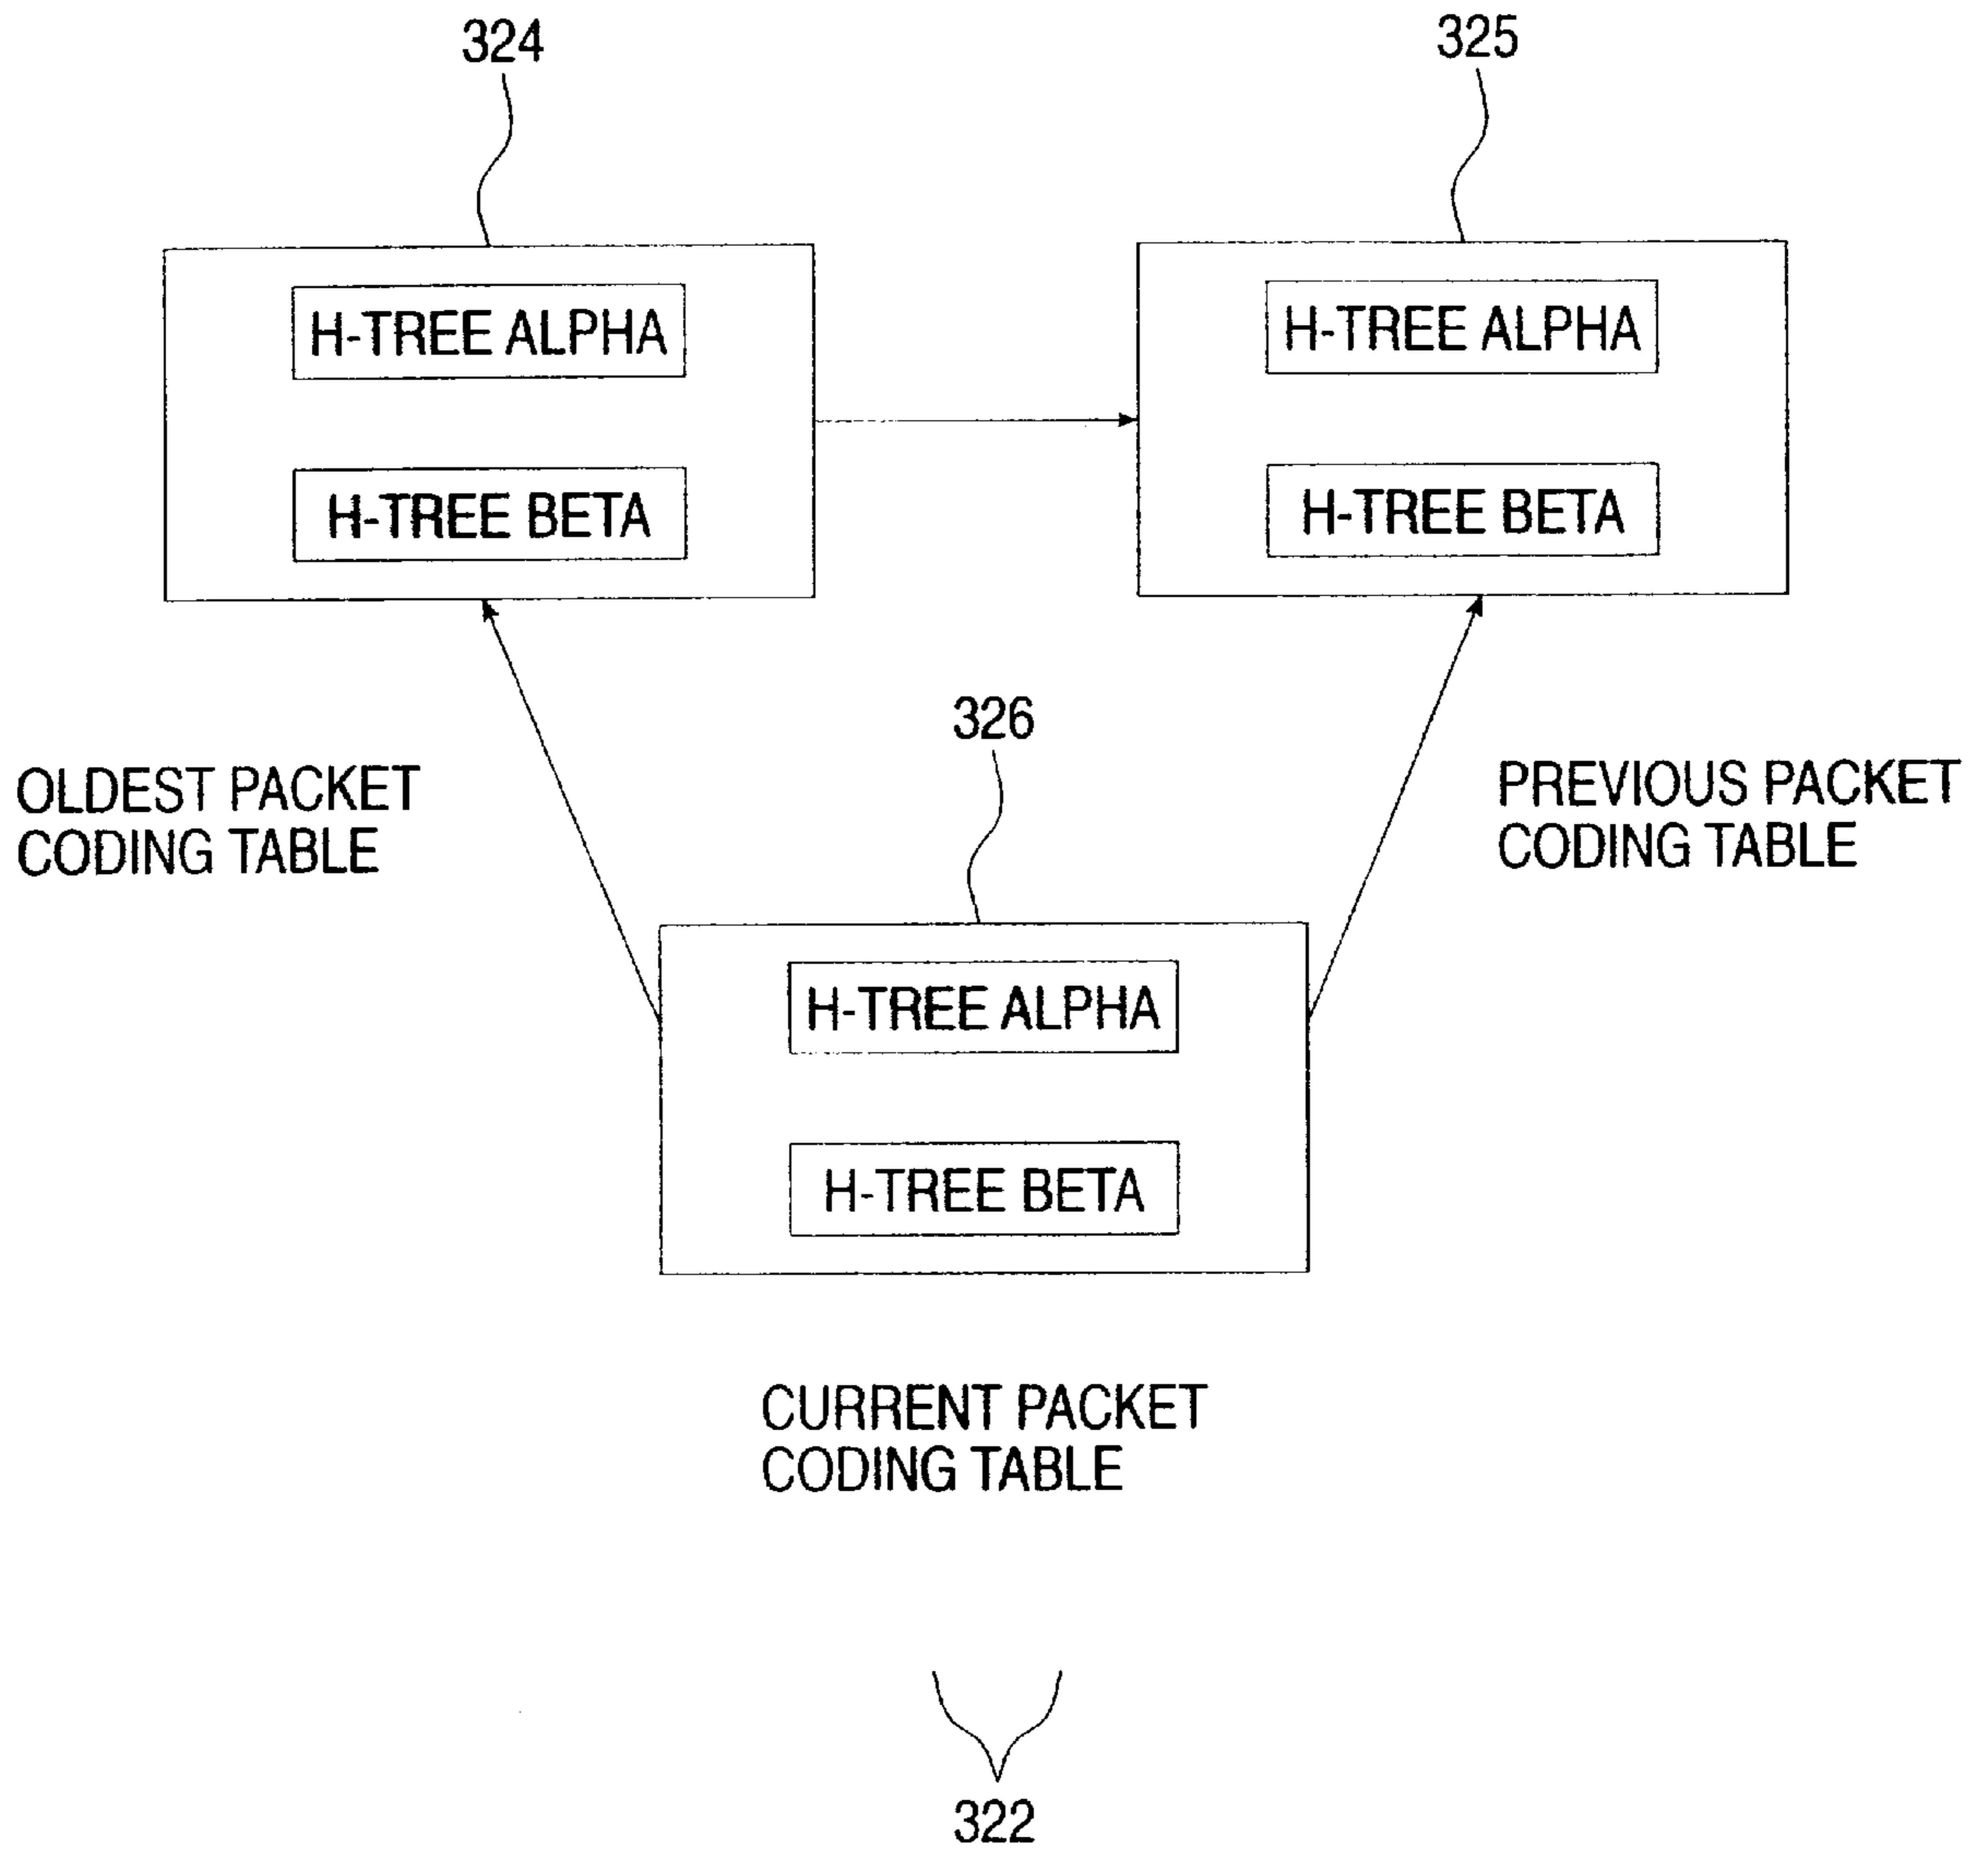 324
325
H-TREE ALPHA
H-TREE ALPHA
H-TREE BETA
H-TREE BETA
326
OLDEST PACKET
CODING TABLE
PREVIOUS PACKET
CODING TABLE
H-TREE ALPHA
H-TREE BETA
CURRENT PACKET
CODING TABLE
322